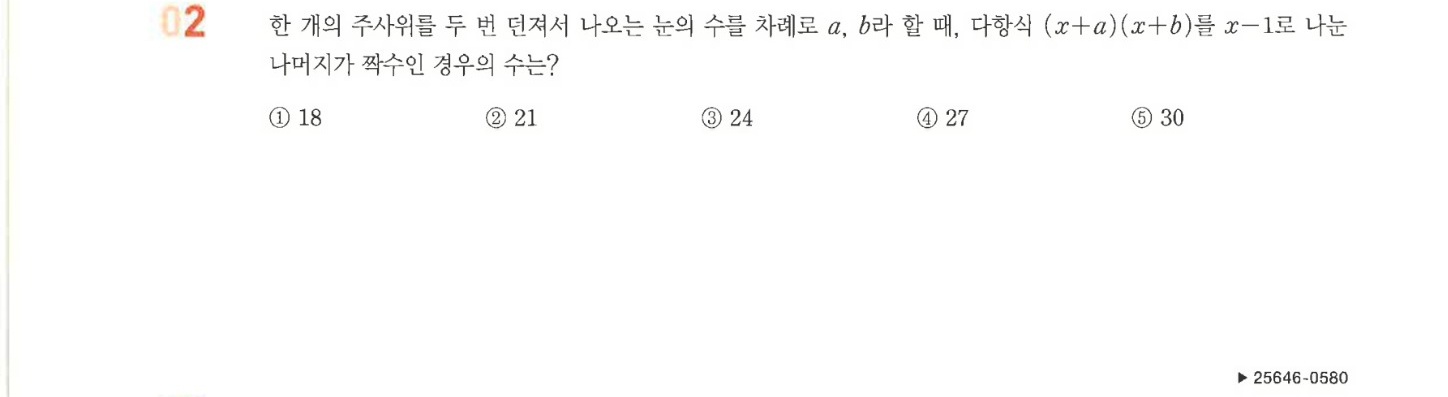 02
한 개의 주사위를 두 번 던져서 나오는 눈의 수를 차례로 a, b라 할 때, 다항식 (x+a)(x+b)를 x-1로 나눈
나머지가 짝수인 경우의 수는?
① 18 ② 21 ③ 24 ④ 27 ⑤ 30
▶ 25646-0580